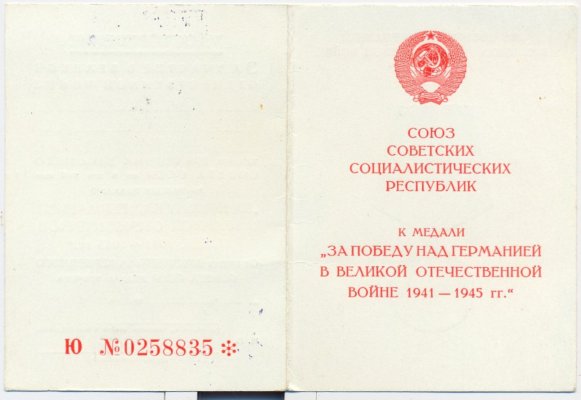 Ю №0258835 *
СОЮЗ
СОВЕТСКИХ
СОЦИАЛИСТИЧЕСКИХ
РЕСПУБЛИК
К МЕДАЛИ
„ЗА ПОБЕДУ НАД ГЕРМАНИЕЙ
В ВЕЛИКОЙ ОТЕЧЕСТВЕННОЙ
ВОЙНЕ 1941—1945 гг.“